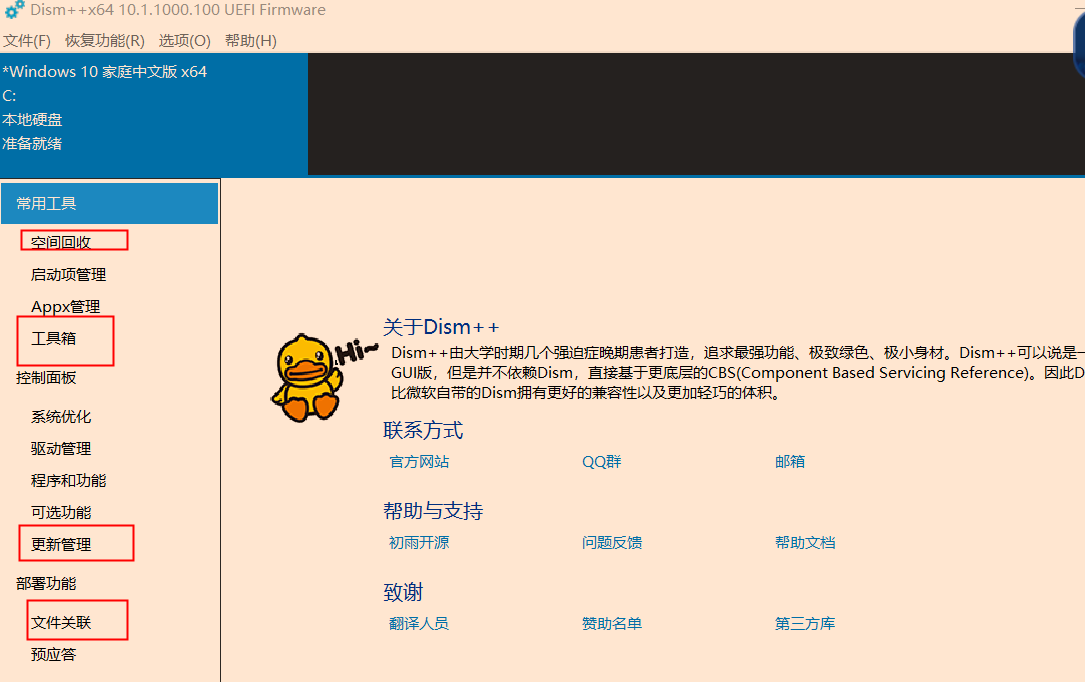 Dism++x64 10.1.1000.100 UEFI Firmware
文件(F) 恢复功能(R) 选项(O) 帮助(H)
*Windows 10 家庭中文版 x64
C:
本地硬盘
准备就绪
常用工具
空间回收
启动项管理
Appx管理
工具箱
控制面板
系统优化
驱动管理
程序和功能
可选功能
更新管理
部署功能
文件关联
预应答
Hi~
关于Dism++
Dism++由大学时期几个强迫症晚期患者打造，追求最强功能、极致绿色、极小身材。Dism++可以说是一
GUI版，但是并不依赖Dism，直接基于更底层的CBS(Component Based Servicing Reference)。因此D
比微软自带的Dism拥有更好的兼容性以及更加轻巧的体积。
联系方式
官方网站 QQ群 邮箱
帮助与支持
初雨开源 问题反馈 帮助文档
致谢
翻译人员 赞助名单 第三方库